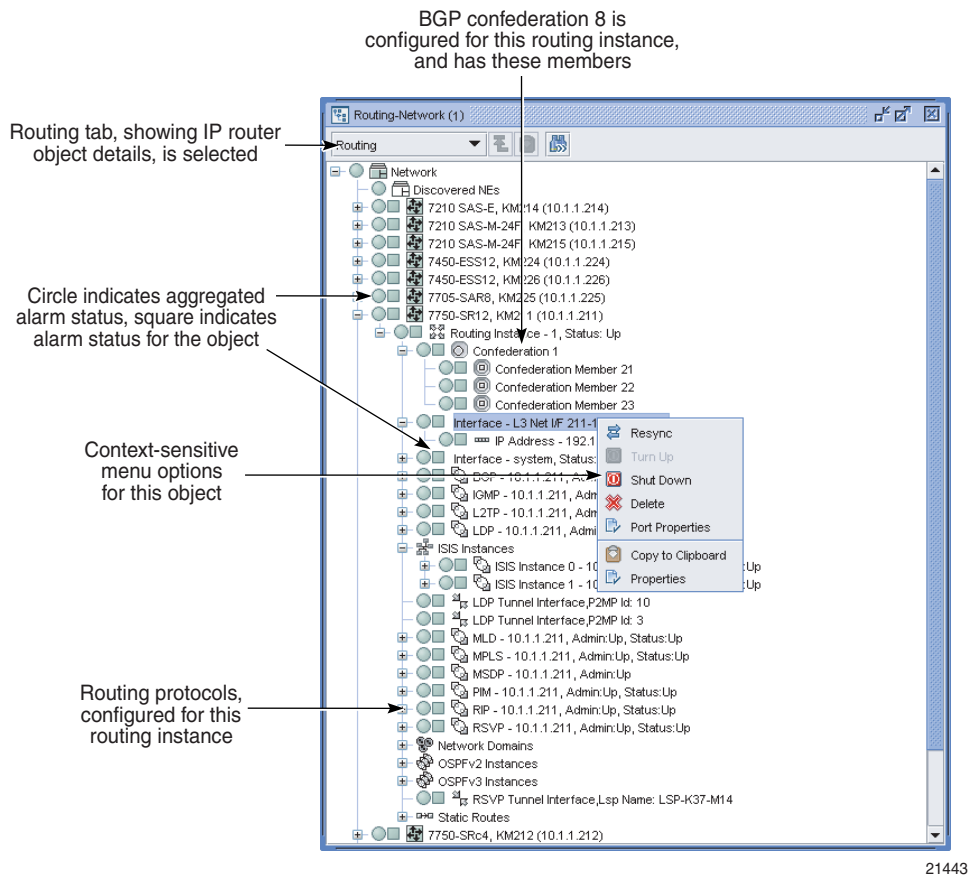 BGP confederation 8 is
configured for this routing instance,
and has these members
Routing tab, showing IP router
object details, is selected
Circle indicates aggregated
alarm status, square indicates
alarm status for the object
Context-sensitive
menu options
for this object
Routing protocols,
configured for this
routing instance
Routing-Network (1)
Routing
Network
Discovered NEs
7210 SAS-E, KM214 (10.1.1.214)
7210 SAS-M-24F, KM213 (10.1.1.213)
7210 SAS-M-24F, KM215 (10.1.1.215)
7450-ESS12, KM224 (10.1.1.224)
7450-ESS12, KM226 (10.1.1.226)
7705-SAR8, KM225 (10.1.1.225)
7750-SR12, KM211 (10.1.1.211)
Routing Instance - 1, Status: Up
Confederation 1
Confederation Member 21
Confederation Member 22
Confederation Member 23
Interface - L3 Net I/F 211-1
IP Address - 192.1
Interface - system, Status:
BGP - 10.1.1.211, Adm
IGMP - 10.1.1.211, Adm
L2TP - 10.1.1.211, Adm
LDP - 10.1.1.211, Admi
ISIS Instances
ISIS Instance 0 - 10 :Up
ISIS Instance 1 - 10 :Up
LDP Tunnel Interface,P2MP Id: 10
LDP Tunnel Interface,P2MP Id: 3
MLD - 10.1.1.211, Admin:Up, Status:Up
MPLS - 10.1.1.211, Admin:Up, Status:Up
MSDP - 10.1.1.211, Admin:Up
PIM - 10.1.1.211, Admin:Up, Status:Up
RIP - 10.1.1.211, Admin:Up, Status:Up
RSVP - 10.1.1.211, Admin:Up, Status:Up
Network Domains
OSPFv2 Instances
OSPFv3 Instances
RSVP Tunnel Interface,Lsp Name: LSP-K37-M14
Static Routes
7750-SRc4, KM212 (10.1.1.212)
Resync
Turn Up
Shut Down
Delete
Port Properties
Copy to Clipboard
Properties
21443